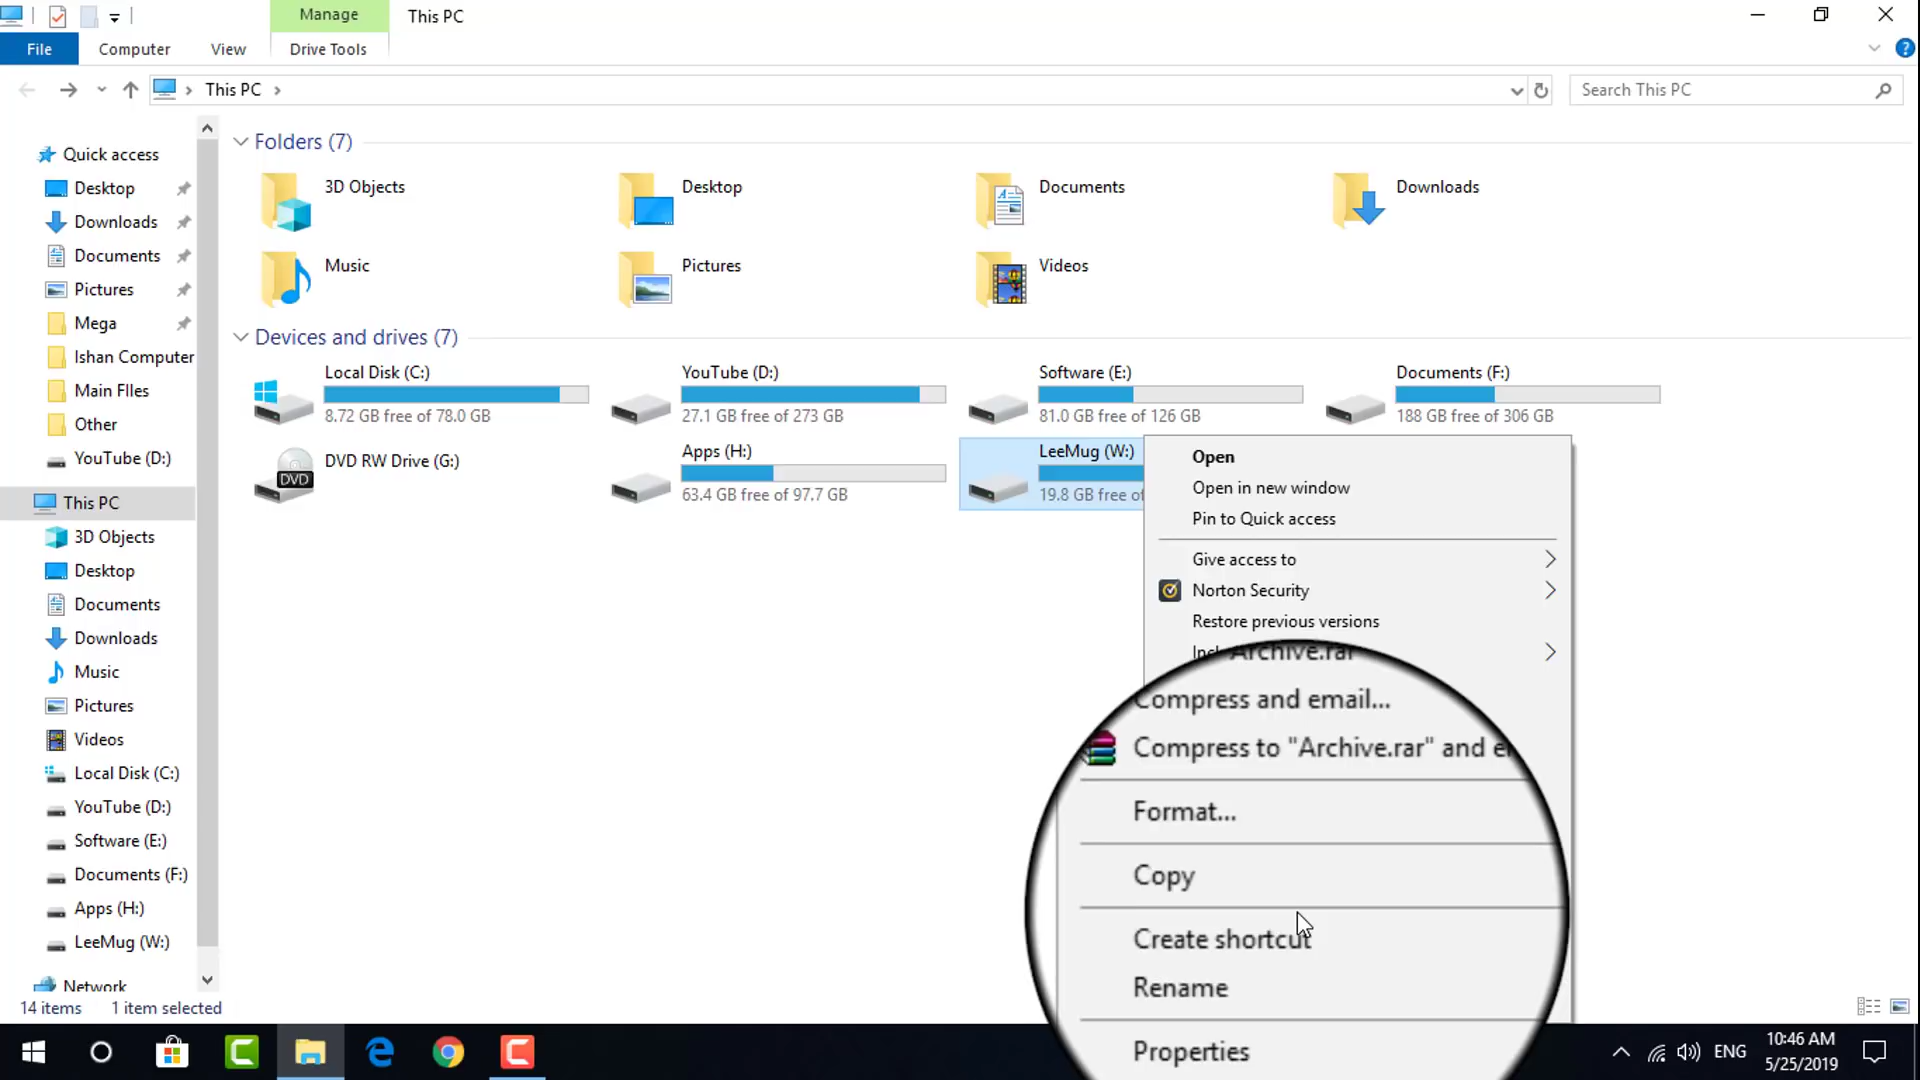 Manage
This PC
File
Computer
View
Drive Tools
This PC
Search This PC
Quick access
Desktop
Downloads
Documents
Pictures
Mega
Ishan Computer
Main FIles
Other
YouTube (D:)
This PC
3D Objects
Desktop
Documents
Downloads
Music
Pictures
Videos
Local Disk (C:)
YouTube (D:)
Software (E:)
Documents (F:)
Apps (H:)
LeeMug (W:)
Network
Folders (7)
3D Objects
Desktop
Documents
Downloads
Music
Pictures
Videos
Devices and drives (7)
Local Disk (C:)
8.72 GB free of 78.0 GB
YouTube (D:)
27.1 GB free of 273 GB
Software (E:)
81.0 GB free of 126 GB
Documents (F:)
188 GB free of 306 GB
DVD RW Drive (G:)
DVD
Apps (H:)
63.4 GB free of 97.7 GB
LeeMug (W:)
19.8 GB free of
Open
Open in new window
Pin to Quick access
Give access to
Norton Security
Restore previous versions
Archive.rar
Compress and email...
Compress to "Archive.rar" and
Format...
Copy
Create shortcut
Rename
Properties
14 items
1 item selected
ENG
10:46 AM
5/25/2019